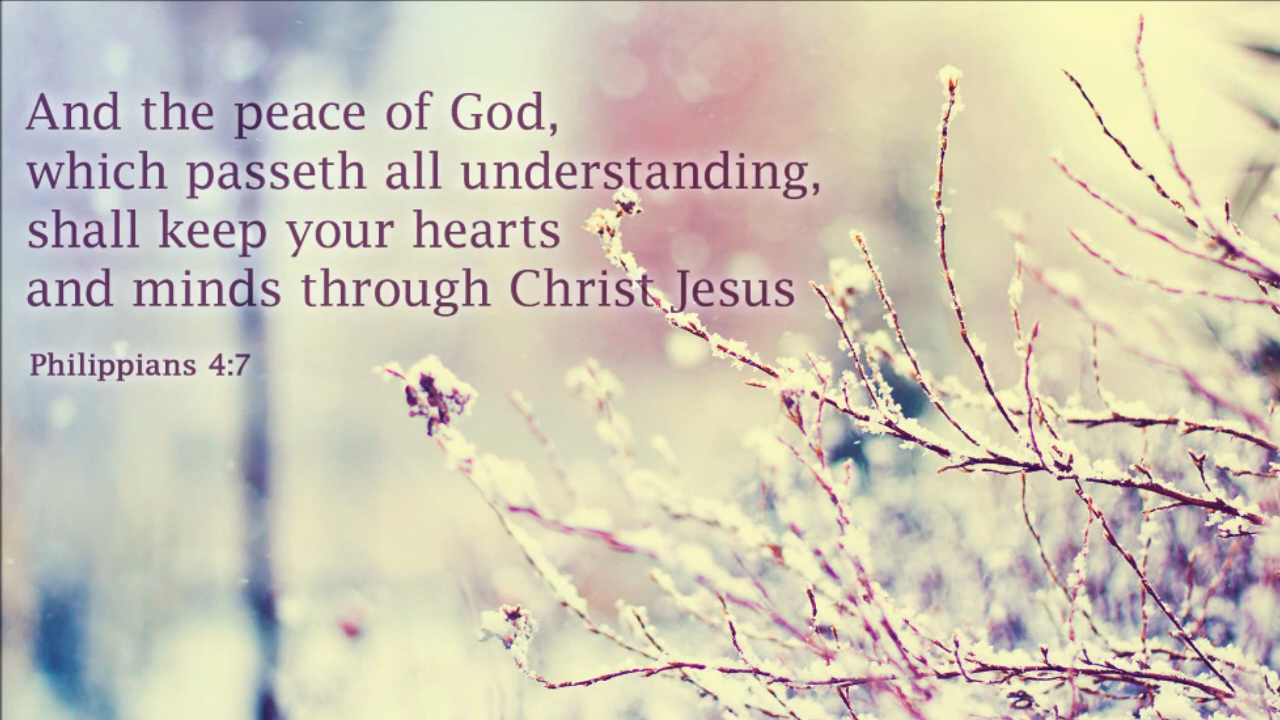 And the peace of God,
which passeth all understanding,
shall keep your hearts
and minds through Christ Jesus
Philippians 4:7